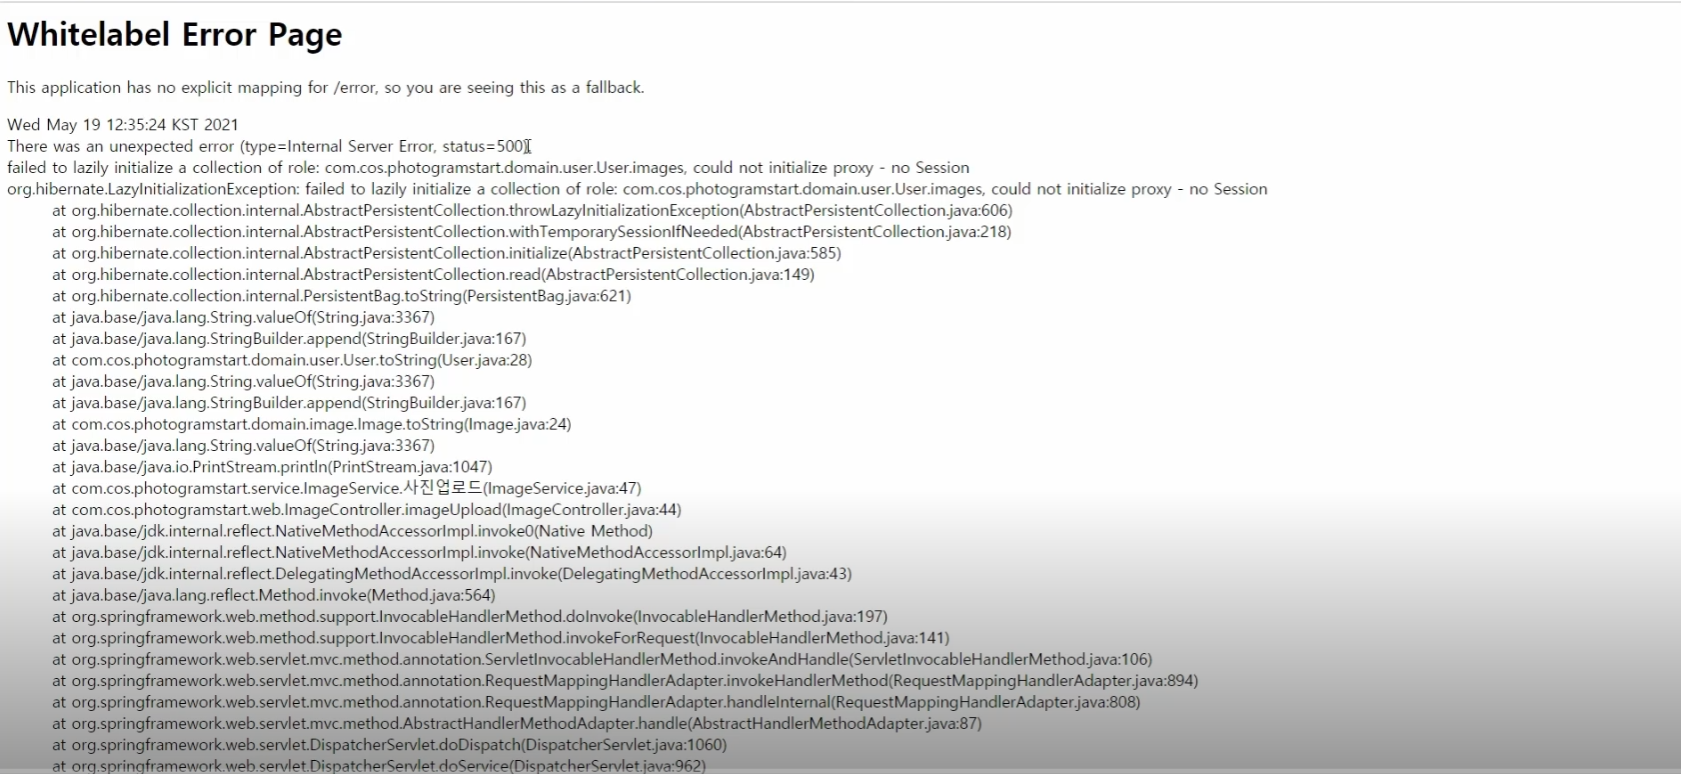 Whitelabel Error Page
This application has no explicit mapping for /error, so you are seeing this as a fallback.
Wed May 19 12:35:24 KST 2021
There was an unexpected error (type=Internal Server Error, status=500).
failed to lazily initialize a collection of role: com.cos.photogramstart.domain.user.User.images, could not initialize proxy - no Session
org.hibernate.LazyInitializationException: failed to lazily initialize a collection of role: com.cos.photogramstart.domain.user.User.images, could not initialize proxy - no Session
at org.hibernate.collection.internal.AbstractPersistentCollection.throwLazyInitializationException(AbstractPersistentCollection.java:606)
at org.hibernate.collection.internal.AbstractPersistentCollection.withTemporarySessionIfNeeded(AbstractPersistentCollection.java:218)
at org.hibernate.collection.internal.AbstractPersistentCollection.initialize(AbstractPersistentCollection.java:585)
at org.hibernate.collection.internal.AbstractPersistentCollection.read(AbstractPersistentCollection.java:149)
at org.hibernate.collection.internal.PersistentBag.toString(PersistentBag.java:621)
at java.base/java.lang.String.valueOf(String.java:3367)
at java.base/java.lang.StringBuilder.append(StringBuilder.java:167)
at com.cos.photogramstart.domain.user.User.toString(User.java:28)
at java.base/java.lang.String.valueOf(String.java:3367)
at java.base/java.lang.StringBuilder.append(StringBuilder.java:167)
at com.cos.photogramstart.domain.image.Image.toString(Image.java:24)
at java.base/java.lang.String.valueOf(String.java:3367)
at java.base/java.io.PrintStream.println(PrintStream.java:1047)
at com.cos.photogramstart.service.ImageService.사진업로드(ImageService.java:47)
at com.cos.photogramstart.web.ImageController.imageUpload(ImageController.java:44)
at java.base/jdk.internal.reflect.NativeMethodAccessorImpl.invoke0(Native Method)
at java.base/jdk.internal.reflect.NativeMethodAccessorImpl.invoke(NativeMethodAccessorImpl.java:64)
at java.base/jdk.internal.reflect.DelegatingMethodAccessorImpl.invoke(DelegatingMethodAccessorImpl.java:43)
at java.base/java.lang.reflect.Method.invoke(Method.java:564)
at org.springframework.web.method.support.InvocableHandlerMethod.doInvoke(InvocableHandlerMethod.java:197)
at org.springframework.web.method.support.InvocableHandlerMethod.invokeForRequest(InvocableHandlerMethod.java:141)
at org.springframework.web.servlet.mvc.method.annotation.ServletInvocableHandlerMethod.invokeAndHandle(ServletInvocableHandlerMethod.java:106)
at org.springframework.web.servlet.mvc.method.annotation.RequestMappingHandlerAdapter.invokeHandlerMethod(RequestMappingHandlerAdapter.java:894)
at org.springframework.web.servlet.mvc.method.annotation.RequestMappingHandlerAdapter.handleInternal(RequestMappingHandlerAdapter.java:808)
at org.springframework.web.servlet.mvc.method.AbstractHandlerMethodAdapter.handle(AbstractHandlerMethodAdapter.java:87)
at org.springframework.web.servlet.DispatcherServlet.doDispatch(DispatcherServlet.java:1060)
at org.springframework.web.servlet.DispatcherServlet.doService(DispatcherServlet.java:962)